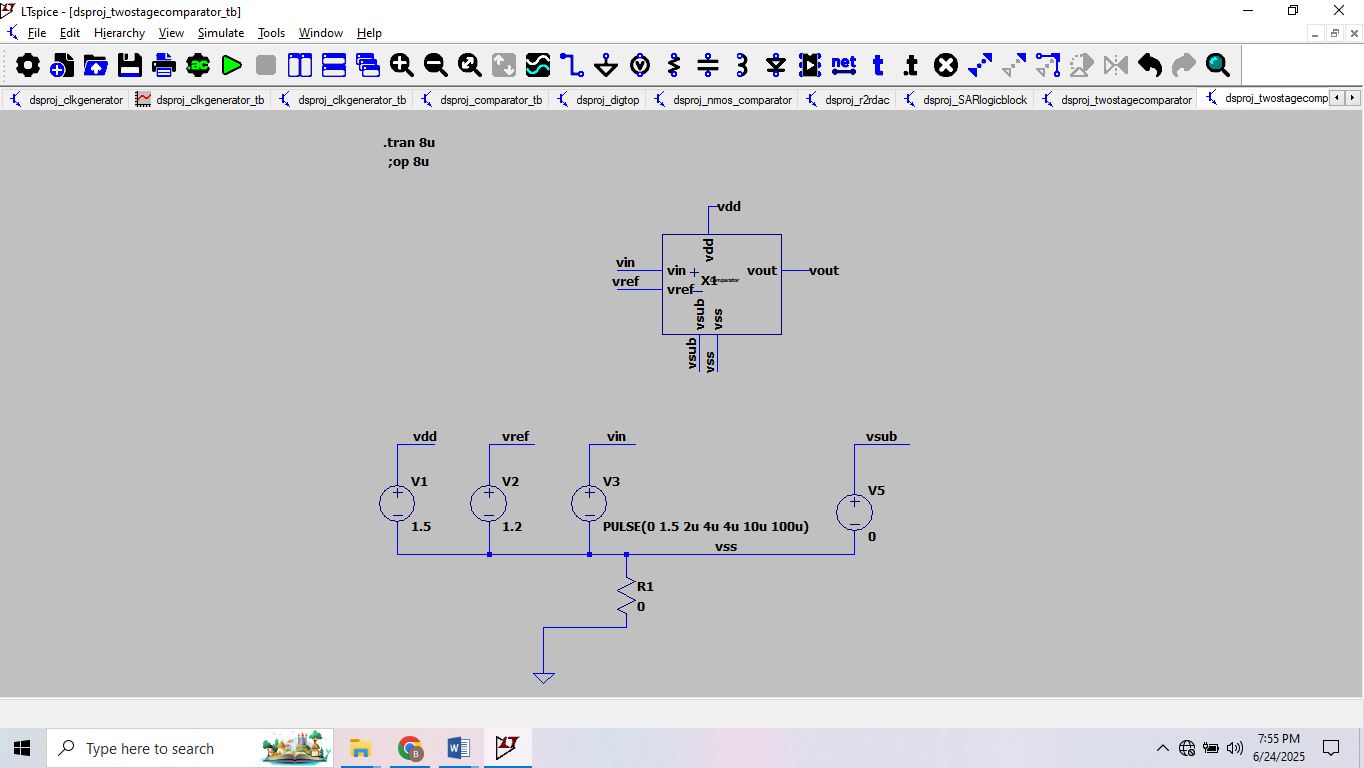 LTspice - [dsproj_twostagecomparator_tb]
File Edit Hierarchy View Simulate Tools Window Help
.ac net t .t
dsproj_clkgenerator dsproj_clkgenerator_tb dsproj_clkgenerator_tb dsproj_comparator_tb dsproj_digtop dsproj_nmos_comparator dsproj_r2rdac dsproj_SARlogicblock dsproj_twostagecomparator dsproj_twostagecomp
.tran 8u
;op 8u
vdd
vdd
vin vin + vout vout
X1 comparator
vref vref
vsub vss
vsub vss
vdd vref vin vsub
V1 V2 V3 V5
+ + + +
1.5 1.2 PULSE(0 1.5 2u 4u 4u 10u 100u) 0
vss
R1
0
Type here to search
B W
7:55 PM
6/24/2025